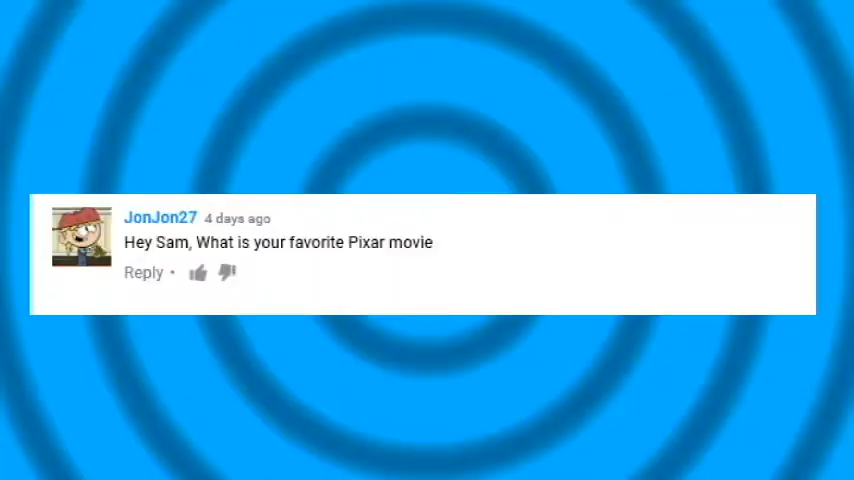 JonJon27 4 days ago
Hey Sam, What is your favorite Pixar movie
Reply •